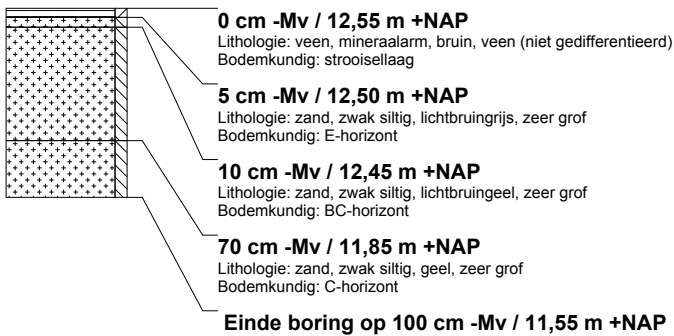 0 cm -Mv / 12,55 m +NAP
Lithologie: veen, mineraalarm, bruin, veen (niet gedifferentieerd)
Bodemkundig: strooisellaag
5 cm -Mv / 12,50 m +NAP
Lithologie: zand, zwak siltig, lichtbruingrijs, zeer grof
Bodemkundig: E-horizont
10 cm -Mv / 12,45 m +NAP
Lithologie: zand, zwak siltig, lichtbruingeel, zeer grof
Bodemkundig: BC-horizont
70 cm -Mv / 11,85 m +NAP
Lithologie: zand, zwak siltig, geel, zeer grof
Bodemkundig: C-horizont
Einde boring op 100 cm -Mv / 11,55 m +NAP